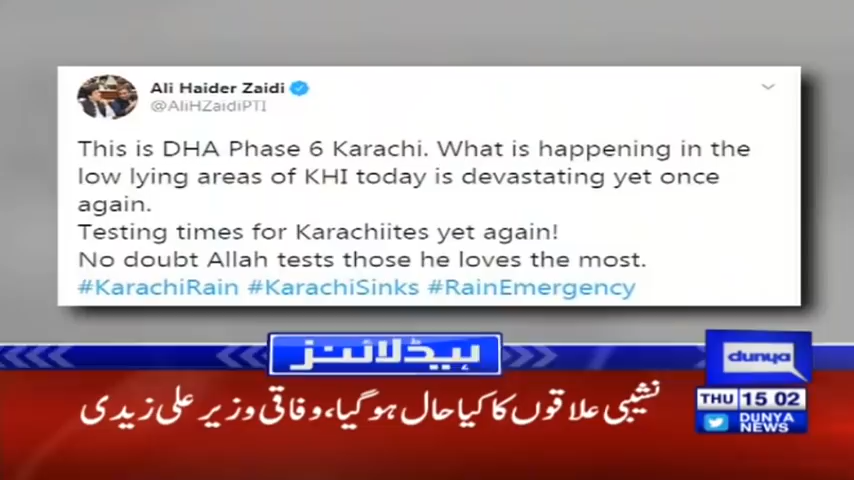 Ali Haider Zaidi
@AliHZaidiPTI
This is DHA Phase 6 Karachi. What is happening in the
low lying areas of KHI today is devastating yet once
again.
Testing times for Karachiites yet again!
No doubt Allah tests those he loves the most.
#KarachiRain #KarachiSinks #RainEmergency
ہیڈلائنز
dunya
نشیبی علاقوں کا کیا حال ہوگیا، وفاقی وزیر علی زیدی
THU 15 02
DUNYA
NEWS